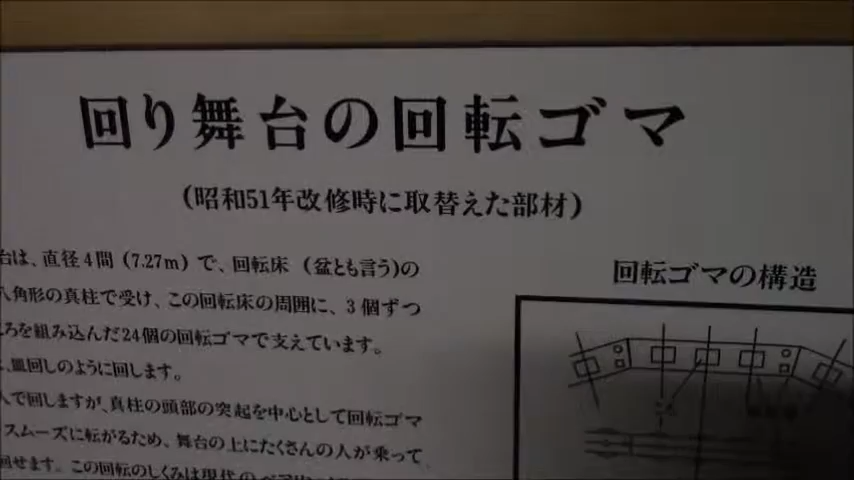 回り舞台の回転ゴマ
(昭和51年改修時に取替えた部材)
台は、直径4間(7.27m)で、回転床(盆とも言う)の
八角形の真柱で受け、この回転床の周囲に、3個ずつ
ろを組み込んだ24個の回転ゴマで支えています。
、皿回しのように回します。
人で回しますが、真柱の頭部の突起を中心として回転ゴマ
スムーズに転がるため、舞台の上にたくさんの人が乗って
回せます。この回転のしくみは現代の
回転ゴマの構造